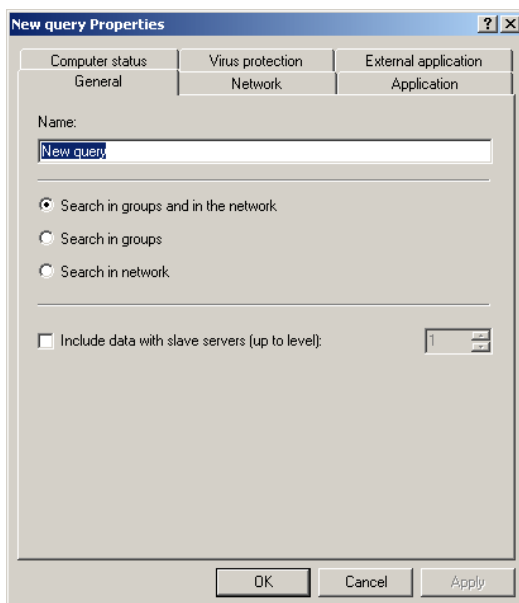 New query Properties
Computer status
Virus protection
External application
General
Network
Application
Name:
New query
Search in groups and in the network
Search in groups
Search in network
Include data with slave servers (up to level):
1
OK
Cancel
Apply